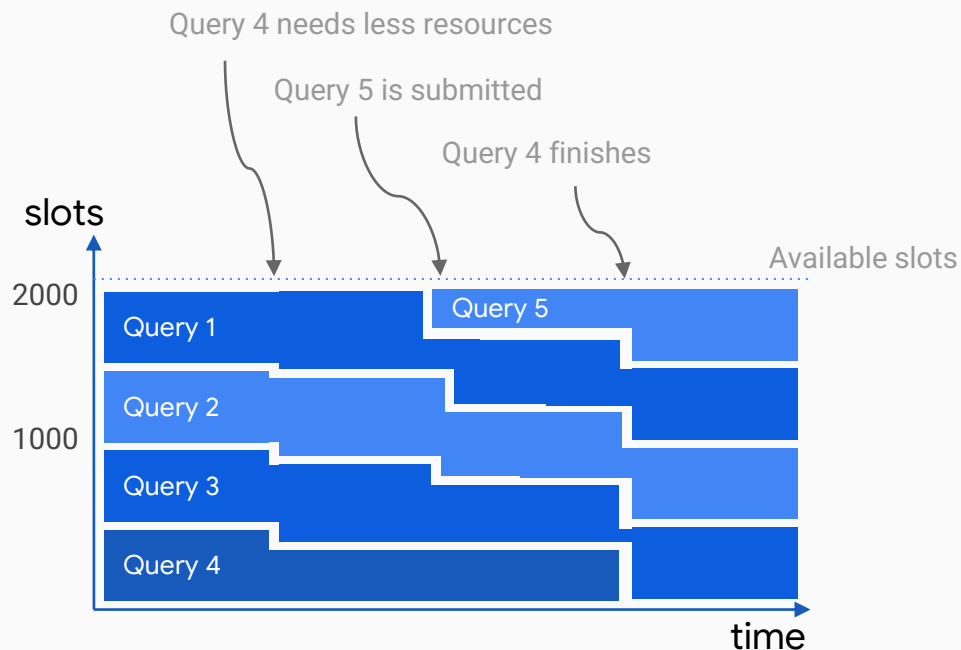 Query 4 needs less resources
Query 5 is submitted
Query 4 finishes
slots
Available slots
2000
Query 5
Query 1
Query 2
1000
Query 3
Query 4
time